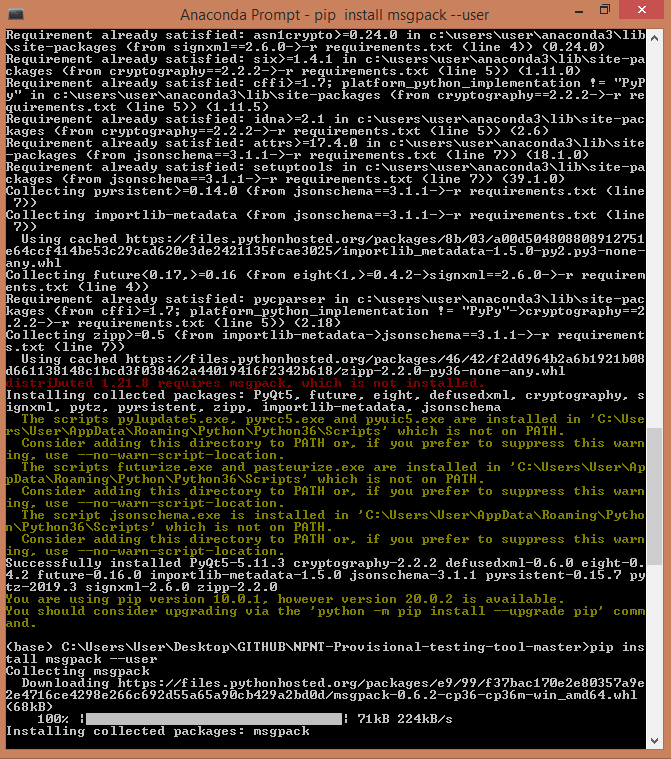 Anaconda Prompt - pip  install msgpack --user
Requirement already satisfied: asn1crypto>=0.24.0 in c:\users\user\anaconda3\lib
\site-packages (from signxml==2.6.0->-r requirements.txt (line 4)) (0.24.0)
Requirement already satisfied: six>=1.4.1 in c:\users\user\anaconda3\lib\site-pa
ckages (from cryptography==2.2.2->-r requirements.txt (line 5)) (1.11.0)
Requirement already satisfied: cffi>=1.7; platform_python_implementation != "PyP
y" in c:\users\user\anaconda3\lib\site-packages (from cryptography==2.2.2->-r re
quirements.txt (line 5)) (1.11.5)
Requirement already satisfied: idna>=2.1 in c:\users\user\anaconda3\lib\site-pac
kages (from cryptography==2.2.2->-r requirements.txt (line 5)) (2.6)
Requirement already satisfied: attrs>=17.4.0 in c:\users\user\anaconda3\lib\site
-packages (from jsonschema==3.1.1->-r requirements.txt (line 7)) (18.1.0)
Requirement already satisfied: setuptools in c:\users\user\anaconda3\lib\site-pa
ckages (from jsonschema==3.1.1->-r requirements.txt (line 7)) (39.1.0)
Collecting pyrsistent>=0.14.0 (from jsonschema==3.1.1->-r requirements.txt (line
 7))
Collecting importlib-metadata (from jsonschema==3.1.1->-r requirements.txt (line
 7))
  Using cached https://files.pythonhosted.org/packages/8b/03/a00d504808808912751
e64ccf414be53c29cad620e3de2421135fcae3025/importlib_metadata-1.5.0-py2.py3-none-
any.whl
Collecting future<0.17,>=0.16 (from eight<1,>=0.4.2->signxml==2.6.0->-r requirem
ents.txt (line 4))
Requirement already satisfied: pycparser in c:\users\user\anaconda3\lib\site-pac
kages (from cffi>=1.7; platform_python_implementation != "PyPy"->cryptography==2
.2.2->-r requirements.txt (line 5)) (2.18)
Collecting zipp>=0.5 (from importlib-metadata->jsonschema==3.1.1->-r requirement
s.txt (line 7))
  Using cached https://files.pythonhosted.org/packages/46/42/f2dd964b2a6b1921b08
d661138148c1bcd3f038462a44019416f2342b618/zipp-2.2.0-py36-none-any.whl
distributed 1.21.8 requires msgpack, which is not installed.
Installing collected packages: PyQt5, future, eight, defusedxml, cryptography, s
ignxml, pytz, pyrsistent, zipp, importlib-metadata, jsonschema
  The scripts pylupdate5.exe, pyrcc5.exe and pyuic5.exe are installed in 'C:\Use
rs\User\AppData\Roaming\Python\Python36\Scripts' which is not on PATH.
  Consider adding this directory to PATH or, if you prefer to suppress this warn
ing, use --no-warn-script-location.
  The scripts futurize.exe and pasteurize.exe are installed in 'C:\Users\User\Ap
pData\Roaming\Python\Python36\Scripts' which is not on PATH.
  Consider adding this directory to PATH or, if you prefer to suppress this warn
ing, use --no-warn-script-location.
  The script jsonschema.exe is installed in 'C:\Users\User\AppData\Roaming\Pytho
n\Python36\Scripts' which is not on PATH.
  Consider adding this directory to PATH or, if you prefer to suppress this warn
ing, use --no-warn-script-location.
Successfully installed PyQt5-5.11.3 cryptography-2.2.2 defusedxml-0.6.0 eight-0.
4.2 future-0.16.0 importlib-metadata-1.5.0 jsonschema-3.1.1 pyrsistent-0.15.7 py
tz-2019.3 signxml-2.6.0 zipp-2.2.0
You are using pip version 10.0.1, however version 20.0.2 is available.
You should consider upgrading via the 'python -m pip install --upgrade pip' comm
and.
(base) C:\Users\User\Desktop\GITHUB\NPNT-Provisional-testing-tool-master>pip ins
tall msgpack --user
Collecting msgpack
  Downloading https://files.pythonhosted.org/packages/e9/99/f37bac170e2e80357a9e
2e4716ce4298e266c692d55a65a90cb429a2bd0d/msgpack-0.6.2-cp36-cp36m-win_amd64.whl
(68kB)
    100% |████████████████████████████████| 71kB 224kB/s
Installing collected packages: msgpack